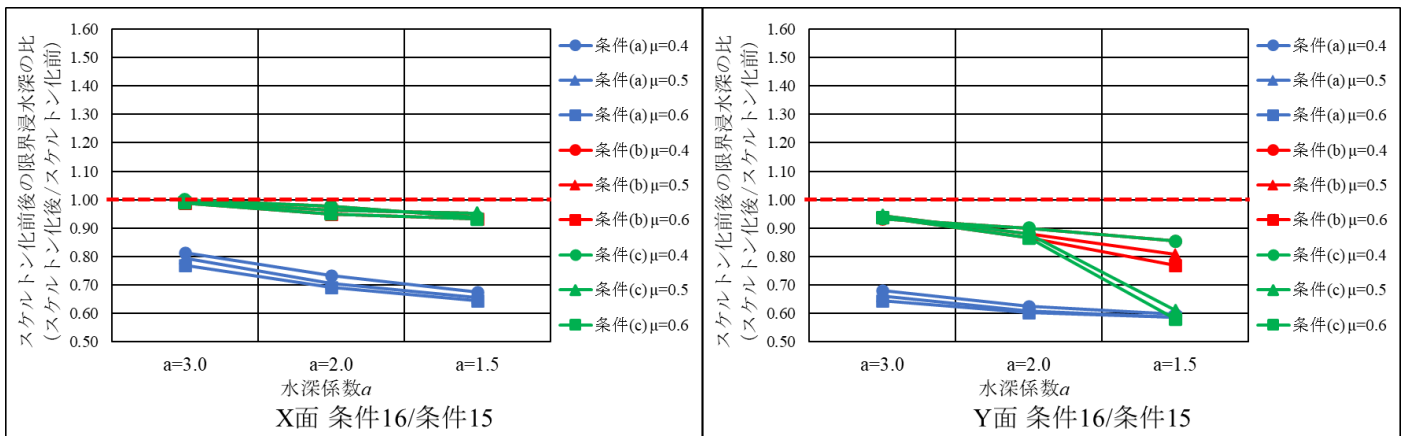 スケルトン化前後の限界浸水深の比
(スケルトン化後/スケルトン化前)
1.60
1.50
1.40
1.30
1.20
1.10
1.00
0.90
0.80
0.70
0.60
0.50
a=3.0
a=2.0
a=1.5
水深係数a
X面 条件16/条件15
条件(a) μ=0.4
条件(a) μ=0.5
条件(a) μ=0.6
条件(b) μ=0.4
条件(b) μ=0.5
条件(b) μ=0.6
条件(c) μ=0.4
条件(c) μ=0.5
条件(c) μ=0.6
スケルトン化前後の限界浸水深の比
(スケルトン化後/スケルトン化前)
1.60
1.50
1.40
1.30
1.20
1.10
1.00
0.90
0.80
0.70
0.60
0.50
a=3.0
a=2.0
a=1.5
水深係数a
Y面 条件16/条件15
条件(a) μ=0.4
条件(a) μ=0.5
条件(a) μ=0.6
条件(b) μ=0.4
条件(b) μ=0.5
条件(b) μ=0.6
条件(c) μ=0.4
条件(c) μ=0.5
条件(c) μ=0.6